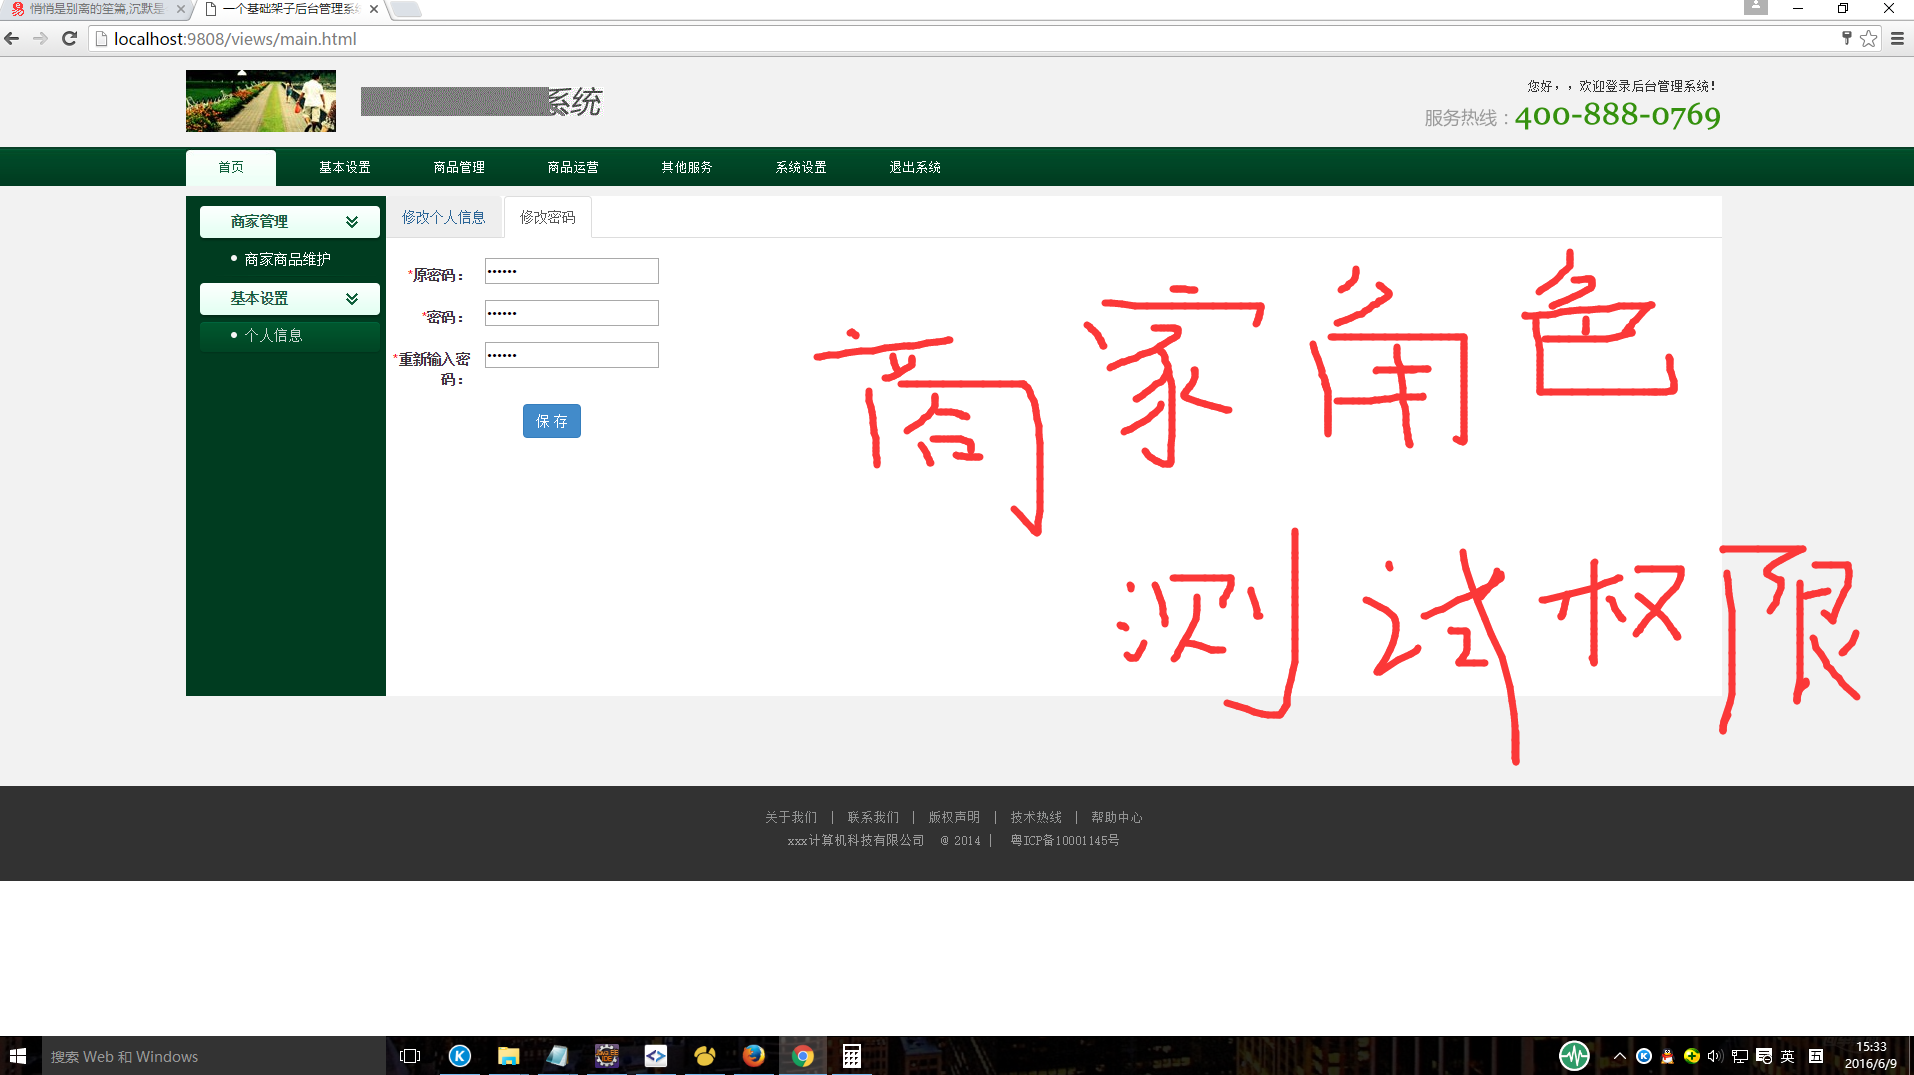 悄悄是别离的笙箫,沉默是
一个基础架子后台管理系统
localhost:9808/views/main.html
系统
您好，，欢迎登录后台管理系统！
服务热线：400-888-0769
首页 基本设置 商品管理 商品运营 其他服务 系统设置 退出系统
商家管理
商家商品维护
基本设置
个人信息
修改个人信息 修改密码
*原密码：
*密码：
*重新输入密
码：
保 存
商家角色
测试权限
关于我们 | 联系我们 | 版权声明 | 技术热线 | 帮助中心
xxx计算机科技有限公司 @ 2014 | 粤ICP备10001145号
搜索 Web 和 Windows
英
15:33
2016/6/9